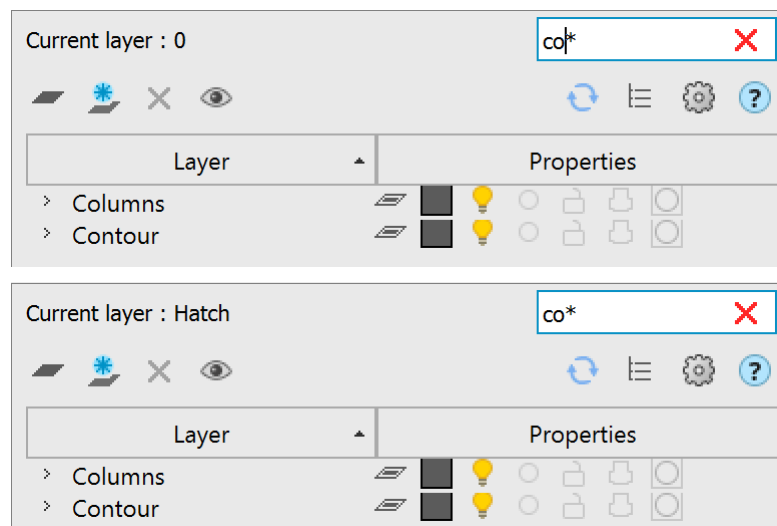 Current layer : 0 co*
?
Layer Properties
Columns
Contour
Current layer : Hatch co*
?
Layer Properties
Columns
Contour